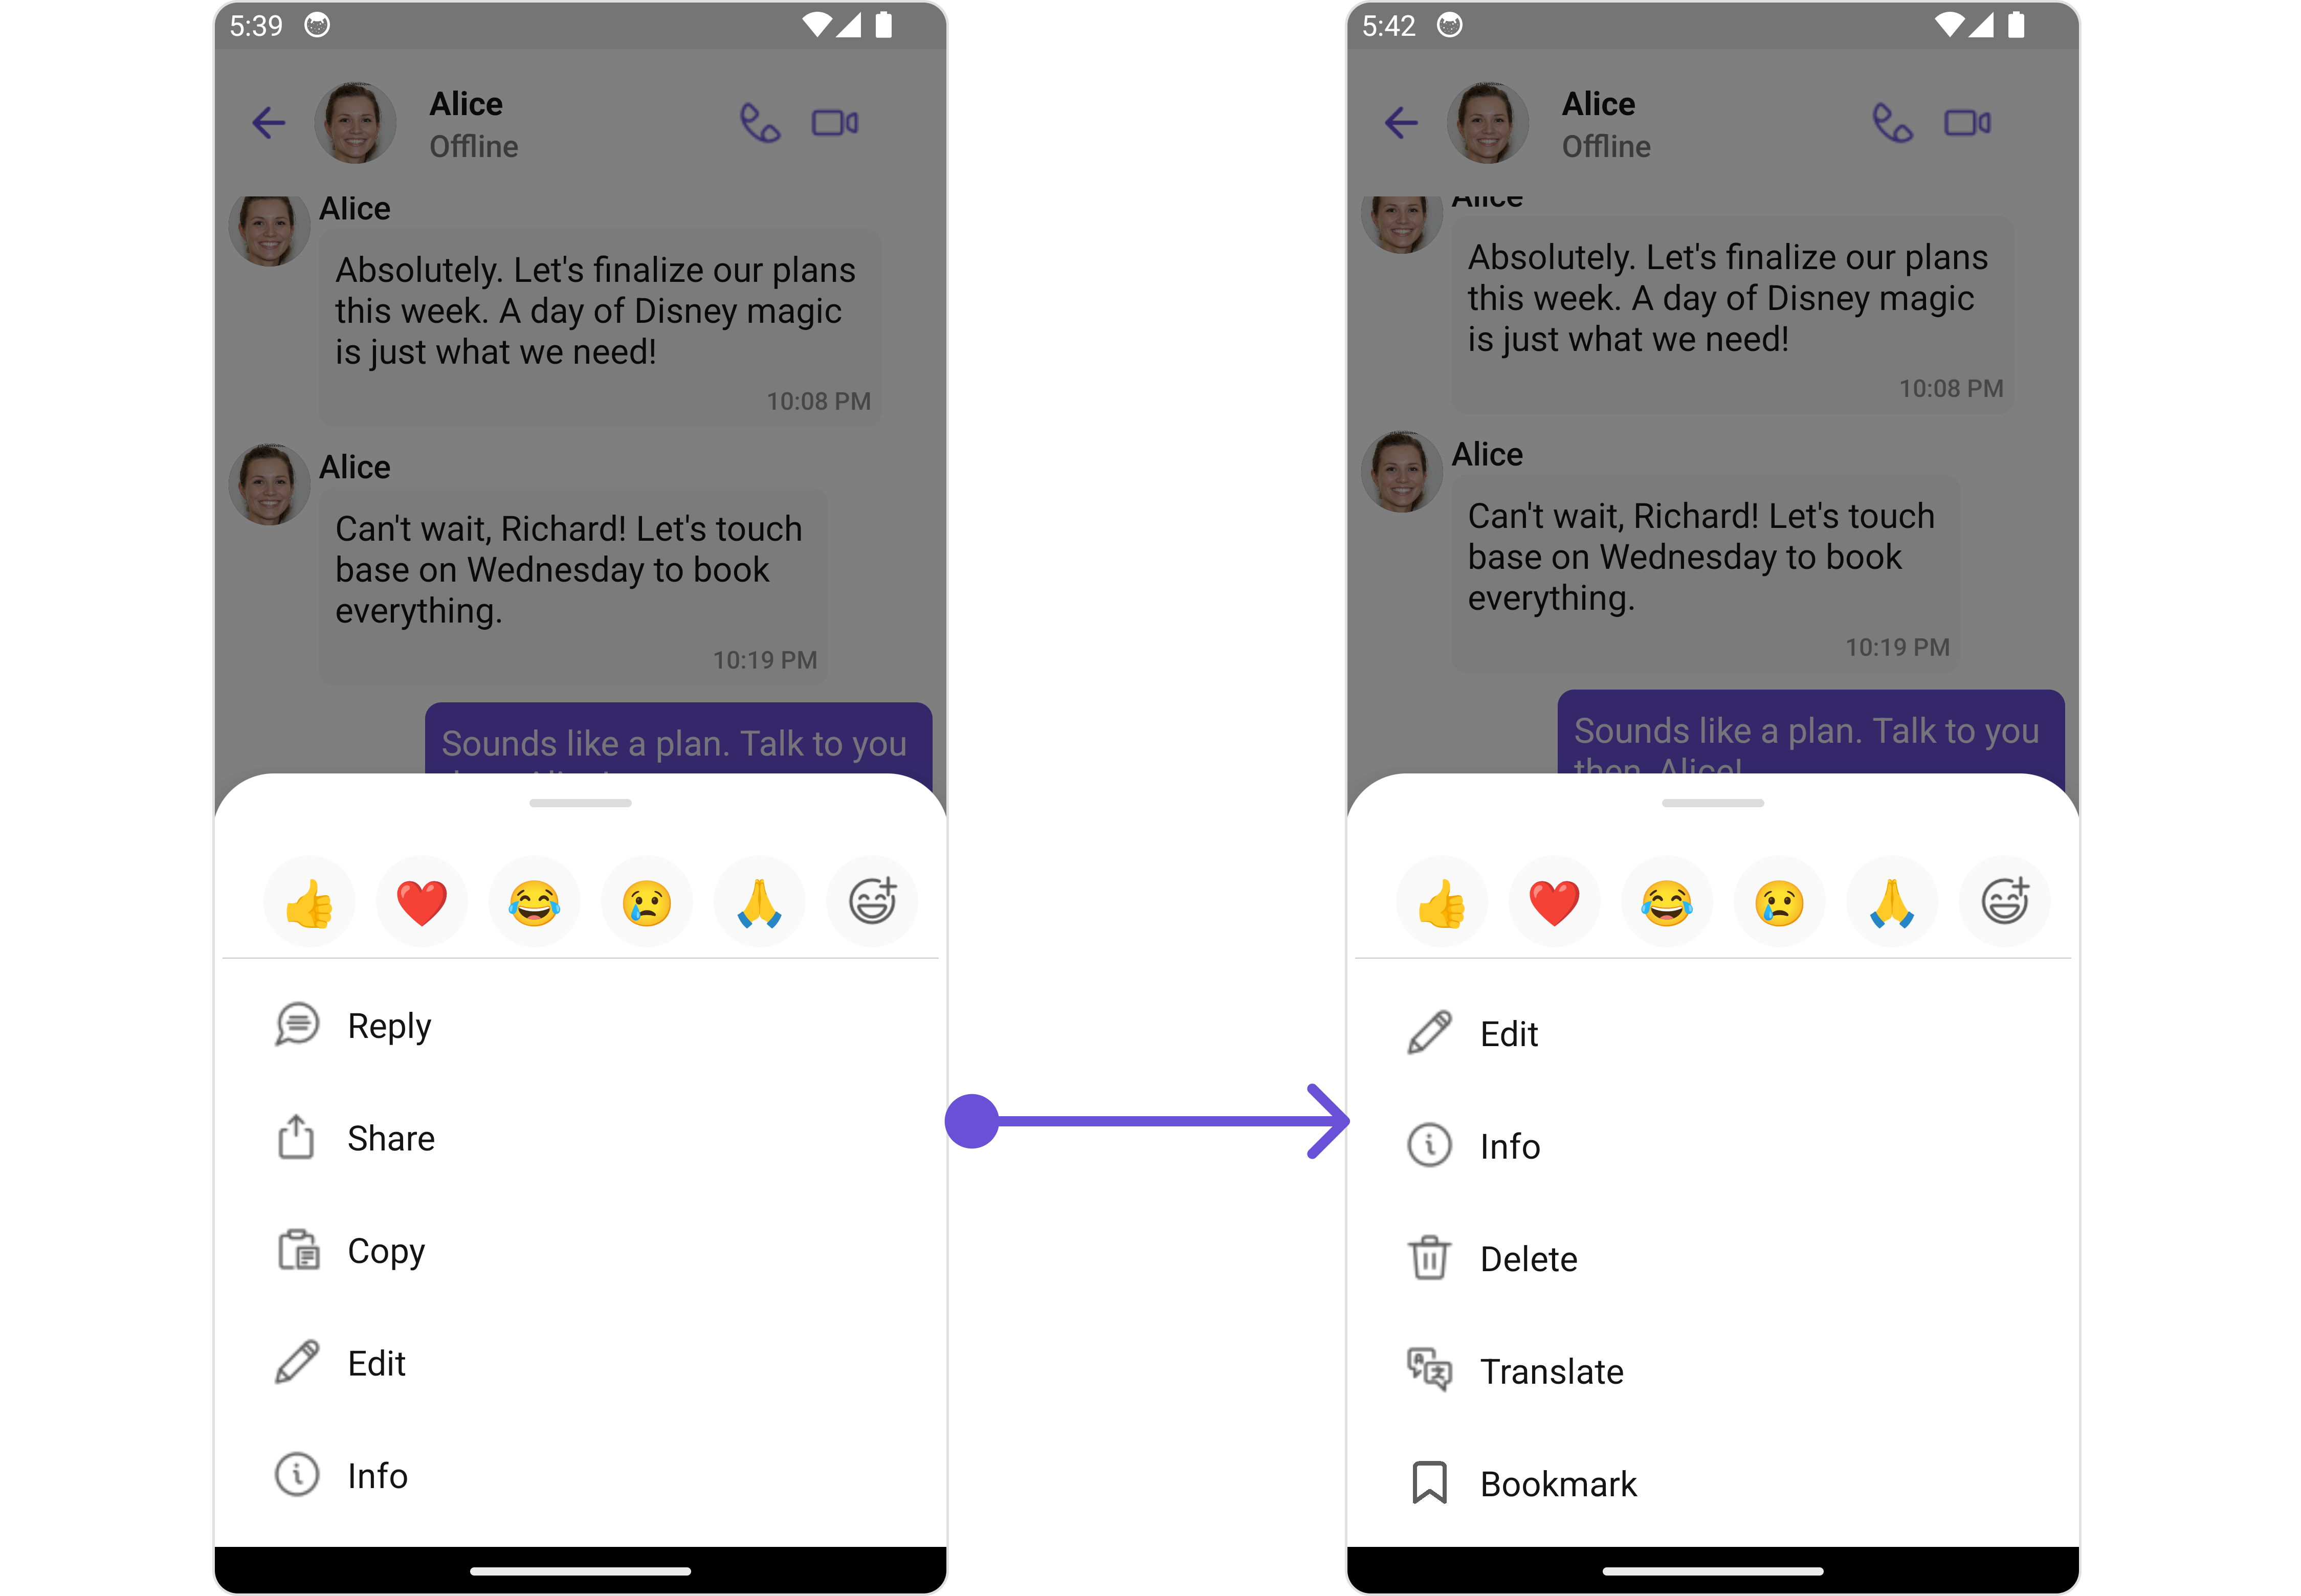 5:39
Alice
Offline
Alice
Absolutely. Let's finalize our plans
this week. A day of Disney magic
is just what we need!
10:08 PM
Alice
Can't wait, Richard! Let's touch
base on Wednesday to book
everything.
10:19 PM
Sounds like a plan. Talk to you
Reply
Share
Copy
Edit
Info
5:42
Alice
Offline
Alice
Absolutely. Let's finalize our plans
this week. A day of Disney magic
is just what we need!
10:08 PM
Alice
Can't wait, Richard! Let's touch
base on Wednesday to book
everything.
10:19 PM
Sounds like a plan. Talk to you
then, Alice!
Edit
Info
Delete
Translate
Bookmark